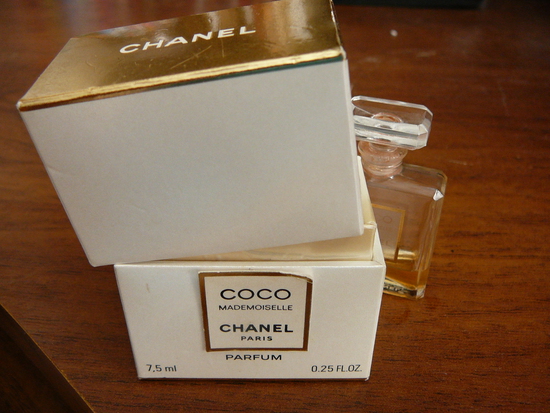 CHANEL
COCO
MADEMOISELLE
CHANEL
PARIS
PARFUM
7,5 ml 0.25 FL.OZ.